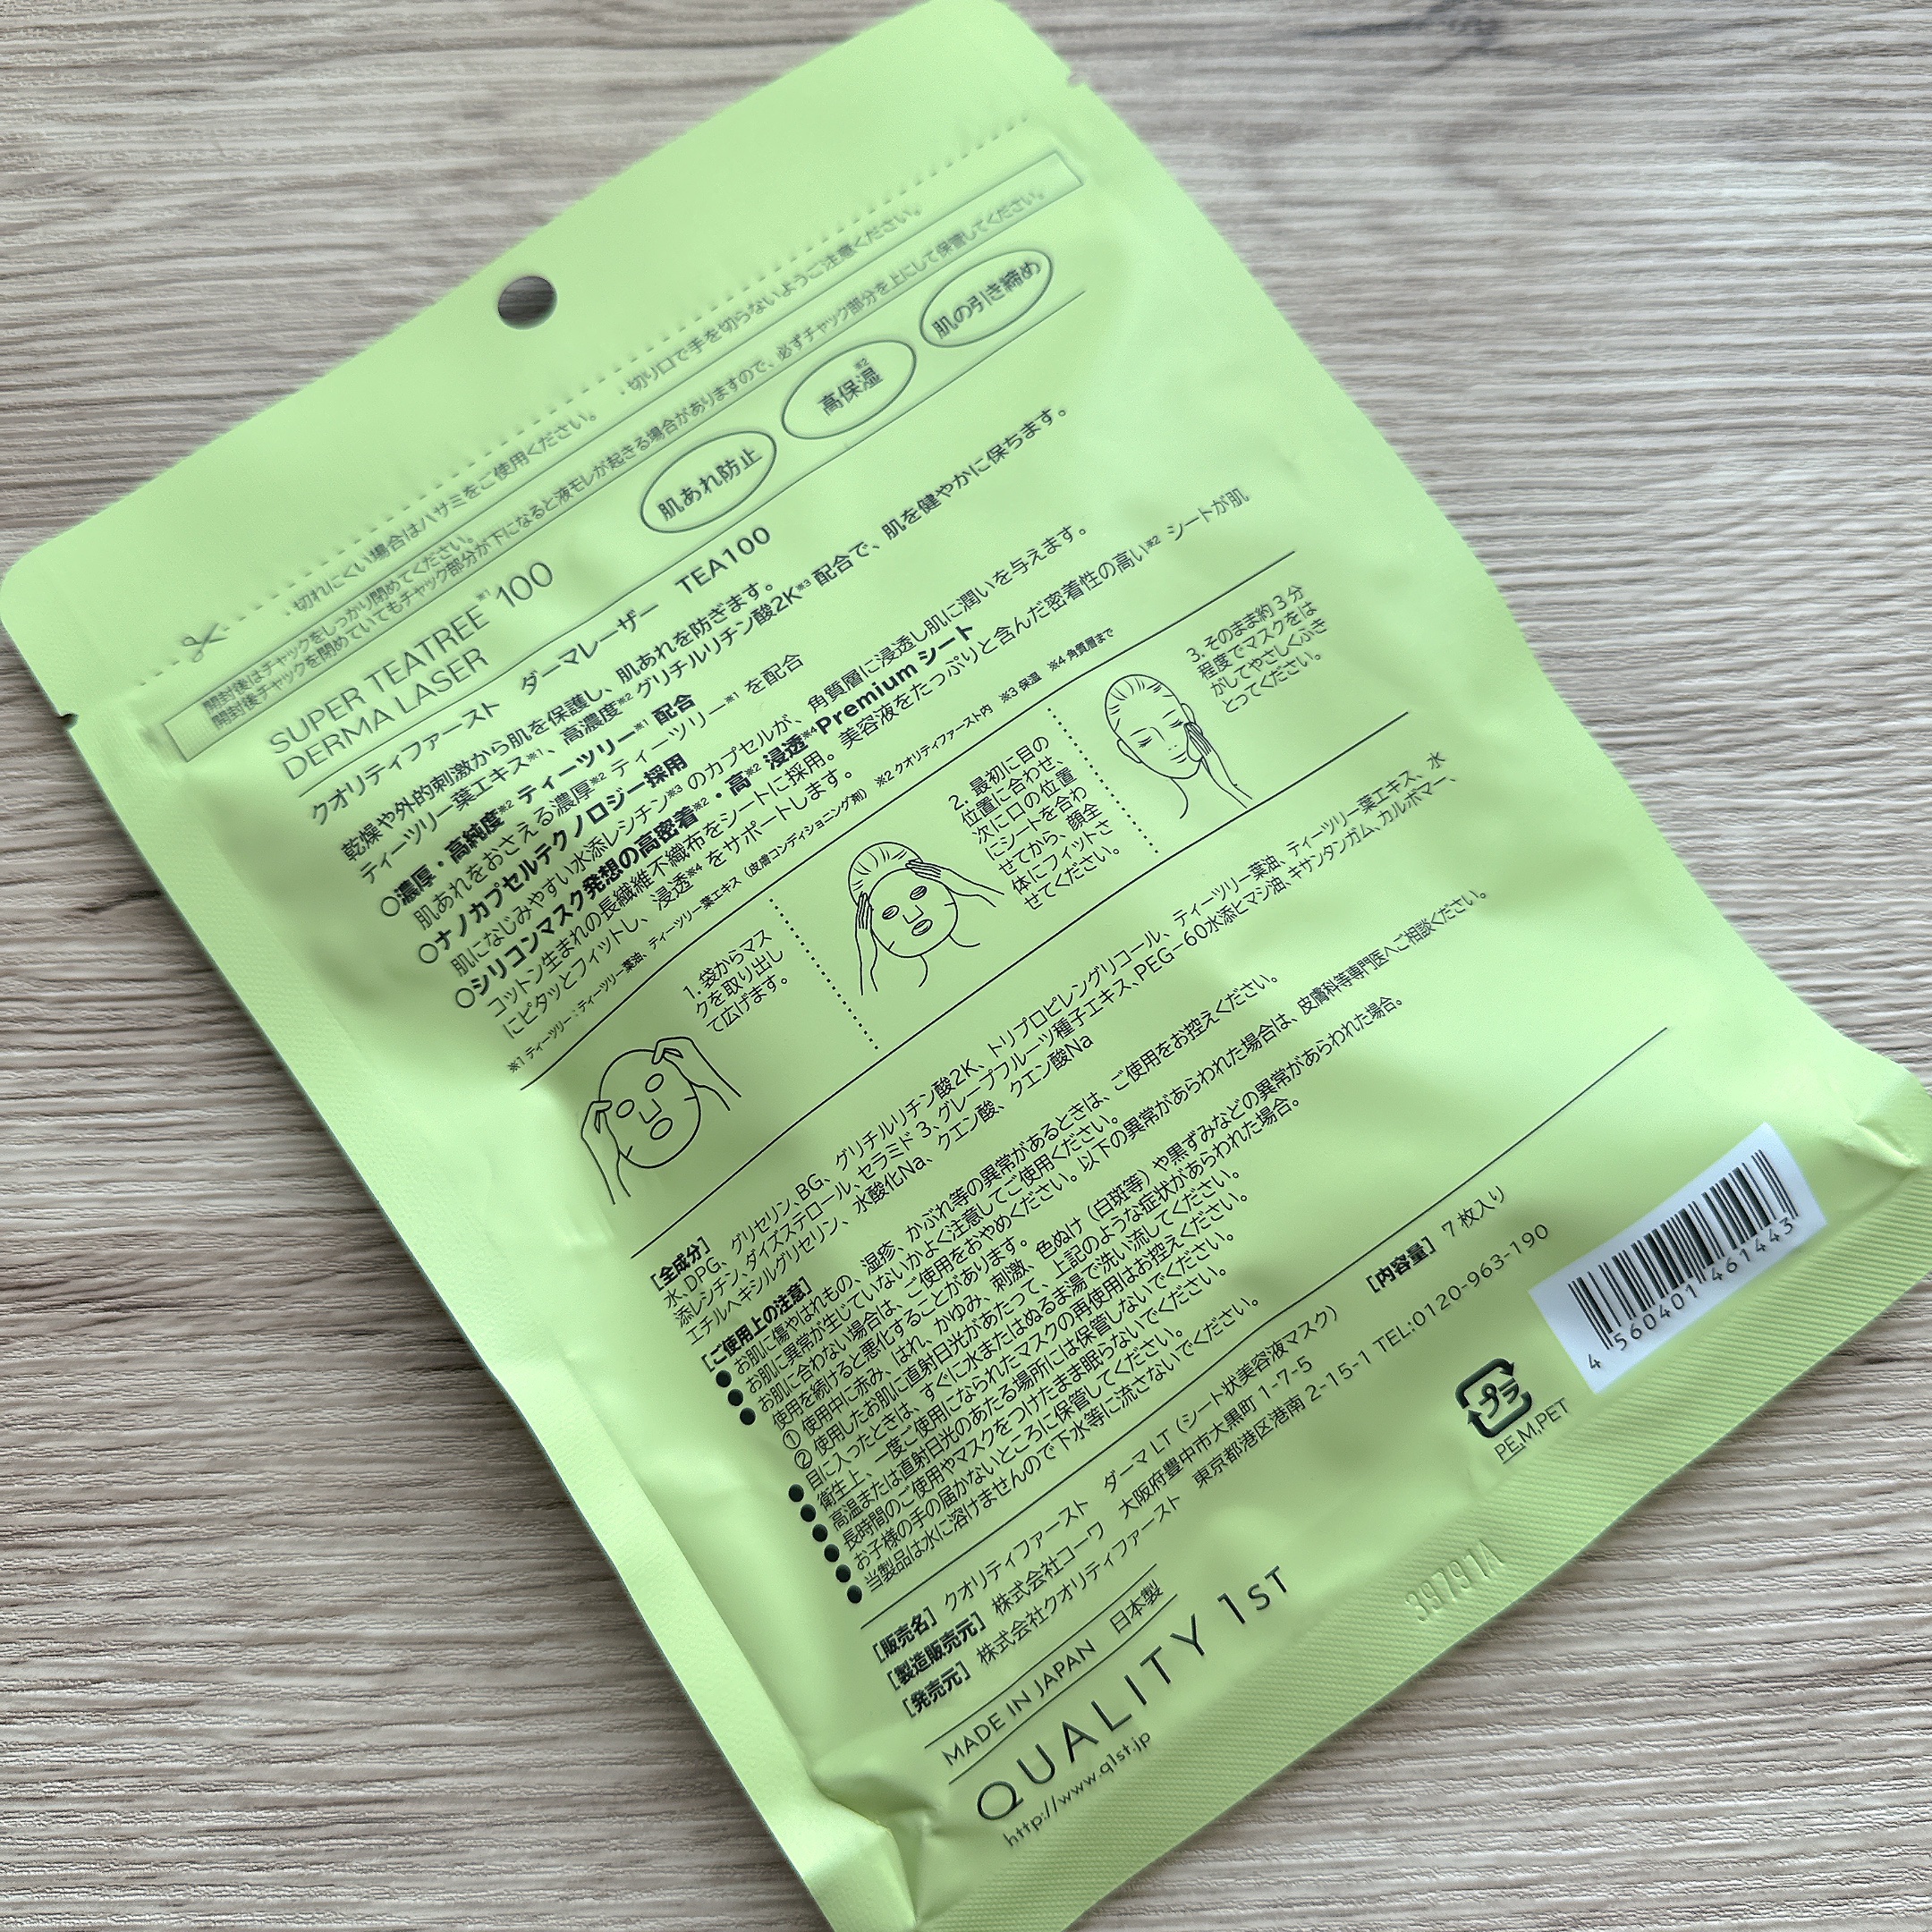 切れにくい場合はハサミをご使用ください。 ・切り口で手を切らないようご注意ください。
開封後はチャックをしっかり閉めてください。
開封後チャックを閉めていてもチャック部分が下になると液モレが起きる場合がありますので、必ずチャック部分を上にして保管してください。
SUPER TEATREE※1 100
DERMA LASER
肌あれ防止
高保湿※2
肌の引き締め
クオリティファースト ダーマレーザー TEA100
乾燥や外的刺激から肌を保護し、肌あれを防ぎます。
ティーツリー葉エキス※1、高濃度※2 グリチルリチン酸2K※3 配合で、肌を健やかに保ちます。
○濃厚・高純度※2 ティーツリー※1 配合
肌あれをおさえる濃厚※2 ティーツリー※1 を配合
○ナノカプセルテクノロジー採用
肌になじみやすい水添レシチン※3 のカプセルが、角質層に浸透し肌に潤いを与えます。
○シリコンマスク発想の高密着※2・高※2 浸透※4 Premium シート
コットン生まれの長繊維不織布をシートに採用。美容液をたっぷりと含んだ密着性の高い※2 シートが肌
にピタッとフィットし、浸透※4 をサポートします。
※1 ティーツリー:ティーツリー葉油、ティーツリー葉エキス(皮膚コンディショニング剤) ※2 クオリティファースト内 ※3 保湿 ※4 角質層まで
1. 袋からマス
クを取り出し
て広げます。
2. 最初に目の
位置に合わせ、
次に口の位置
にシートを合わ
せてから、顔全
体にフィットさ
せてください。
3. そのまま約３分
程度でマスクをは
がしてやさしくふき
とってください。
[全成分]
水、DPG、グリセリン、BG、グリチルリチン酸2K、トリプロピレングリコール、ティーツリー葉油、ティーツリー葉エキス、水
添レシチン、ダイズステロール、セラミド 3、グレープフルーツ種子エキス、PEG-60水添ヒマシ油、キサンタンガム、カルボマー、
エチルヘキシルグリセリン、水酸化Na、クエン酸、クエン酸Na
[ご使用上の注意]
●お肌に傷やはれもの、湿疹、かぶれ等の異常があるときは、ご使用をお控えください。
●お肌に異常が生じていないかよく注意してご使用ください。
●お肌に合わない場合は、ご使用をおやめください。以下の異常があらわれた場合は、皮膚科等専門医へご相談ください。
使用を続けると悪化することがあります。
①使用中に赤み、はれ、かゆみ、刺激、色ぬけ(白斑等)や黒ずみなどの異常があらわれた場合。
②使用したお肌に直射日光があたって、上記のような症状があらわれた場合。
●目に入ったときは、すぐに水またはぬるま湯で洗い流してください。
●衛生上、一度ご使用になられたマスクの再使用はお控えください。
●高温または直射日光のあたる場所には保管しないでください。
●長時間のご使用やマスクをつけたまま眠らないでください。
●お子様の手の届かないところに保管してください。
●当製品は水に溶けませんので下水等に流さないでください。
[販売名] クオリティファースト ダーマ LT (シート状美容液マスク) [内容量] 7 枚入り
[製造販売元] 株式会社コーワ 大阪府豊中市大黒町 1-7-5
[発売元] 株式会社クオリティファースト 東京都港区港南 2-15-1 TEL:0120-963-190
MADE IN JAPAN 日本製
QUALITY 1ST
http://www.q1st.jp
プラ
PE,M,PET
4 560401 461443
3979 1A